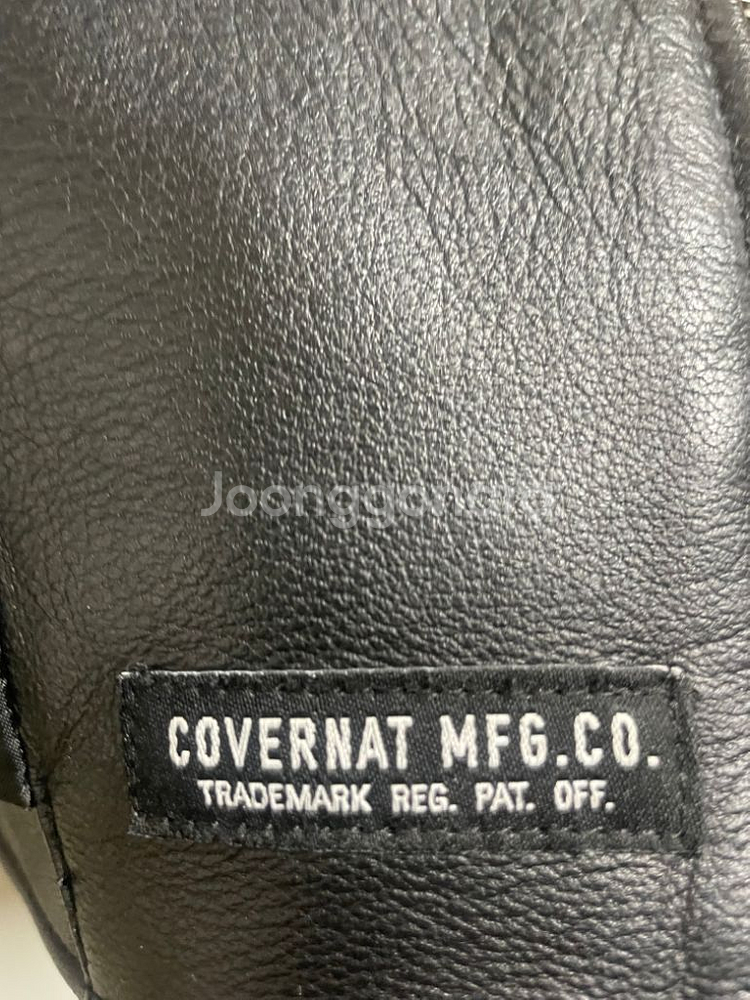 Joonggonara
COVERNAT MFG.CO.
TRADEMARK REG. PAT. OFF.